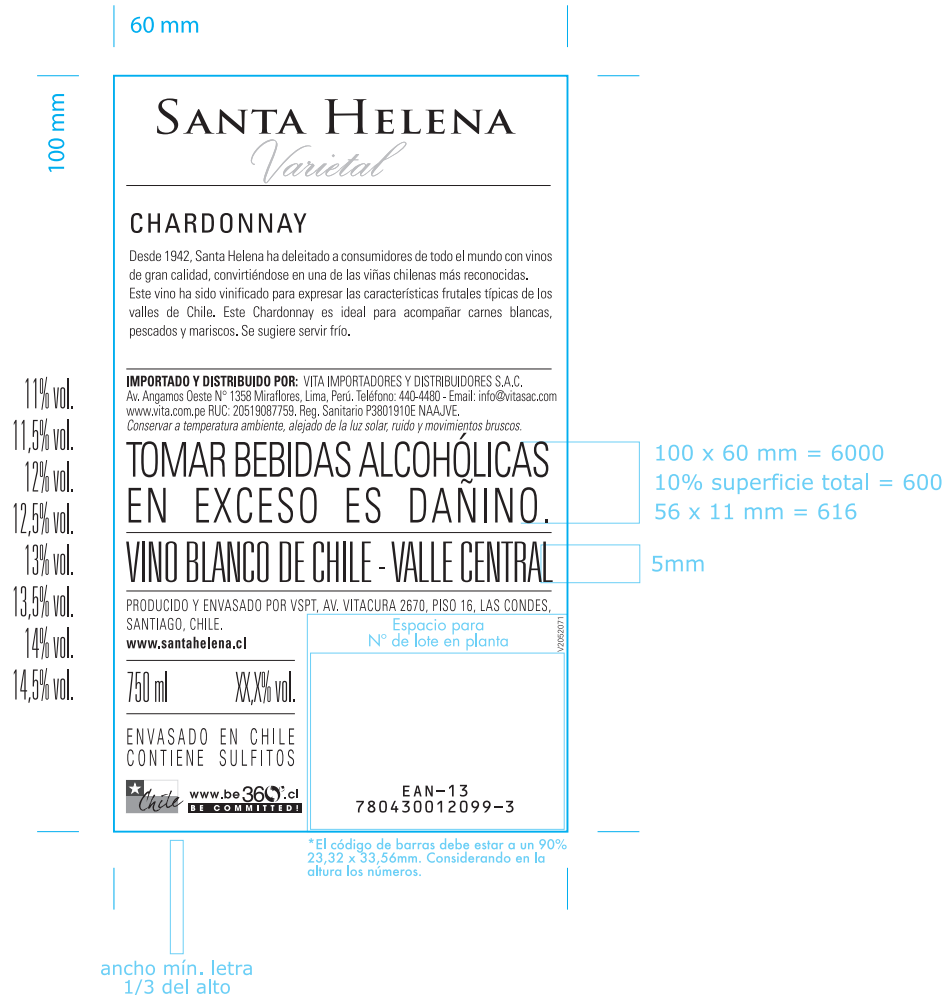 60 mm
100 mm
SANTA HELENA
Varietal
CHARDONNAY
Desde 1942, Santa Helena ha deleitado a consumidores de todo el mundo con vinos
de gran calidad, convirtiéndose en una de las viñas chilenas más reconocidas.
Este vino ha sido vinificado para expresar las características frutales típicas de los
valles de Chile. Este Chardonnay es ideal para acompañar carnes blancas,
pescados y mariscos. Se sugiere servir frío.
IMPORTADO Y DISTRIBUIDO POR: VITA IMPORTADORES Y DISTRIBUIDORES S.A.C.
Av. Angamos Oeste N° 1358 Miraflores, Lima, Perú. Teléfono: 440-4480 - Email: info@vitasac.com
www.vita.com.pe RUC: 20519087759. Reg. Sanitario P3801910E NAAJVE.
Conservar a temperatura ambiente, alejado de la luz solar, ruido y movimientos bruscos.
TOMAR BEBIDAS ALCOHÓLICAS
EN EXCESO ES DAÑINO.
VINO BLANCO DE CHILE - VALLE CENTRAL
PRODUCIDO Y ENVASADO POR VSPT, AV. VITACURA 2670, PISO 16, LAS CONDES,
SANTIAGO, CHILE.
www.santahelena.cl
750 ml XX,X% vol.
ENVASADO EN CHILE
CONTIENE SULFITOS
Chile
www.be360°.cl
BE COMMITTED!
Espacio para
N° de lote en planta
V2052071
EAN-13
780430012099-3
*El código de barras debe estar a un 90%
23,32 x 33,56mm. Considerando en la
altura los números.
11% vol.
11,5% vol.
12% vol.
12,5% vol.
13% vol.
13,5% vol.
14% vol.
14,5% vol.
100 x 60 mm = 6000
10% superficie total = 600
56 x 11 mm = 616
5mm
ancho mín. letra
1/3 del alto